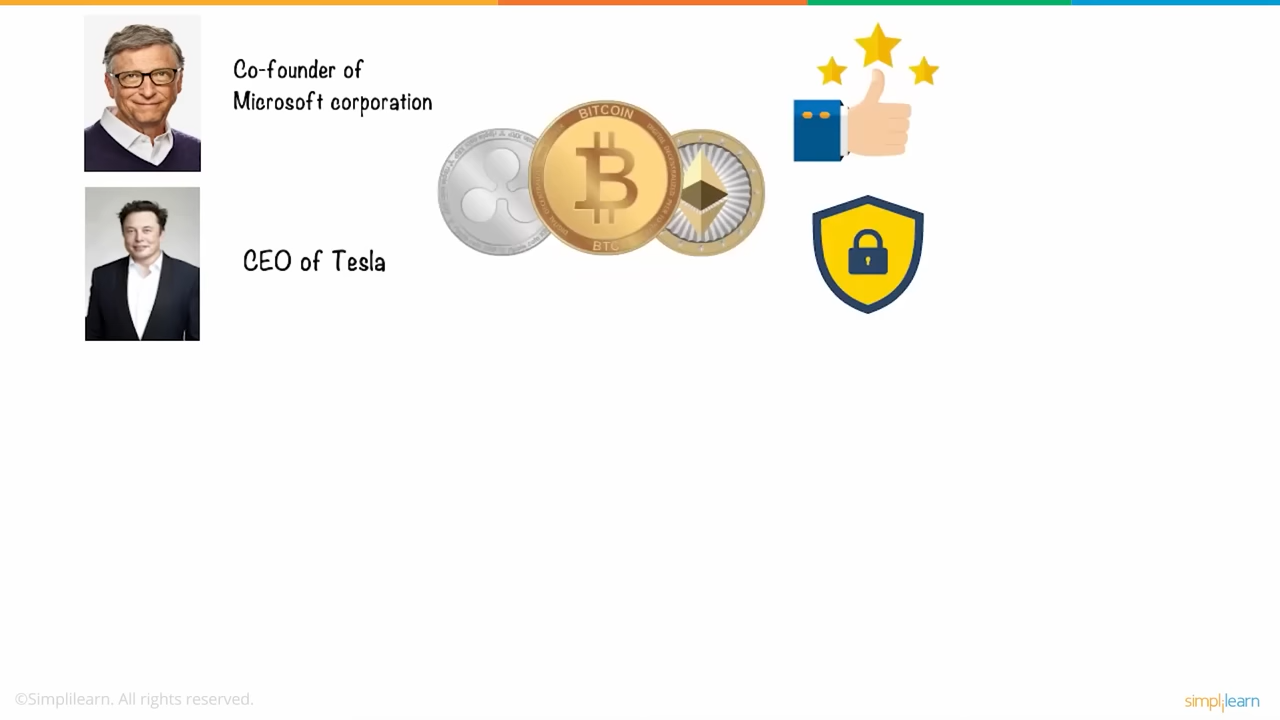 Co-founder of
Microsoft corporation
BITCOIN
BTC
CEO of Tesla
©Simplilearn. All rights reserved.
simplilearn